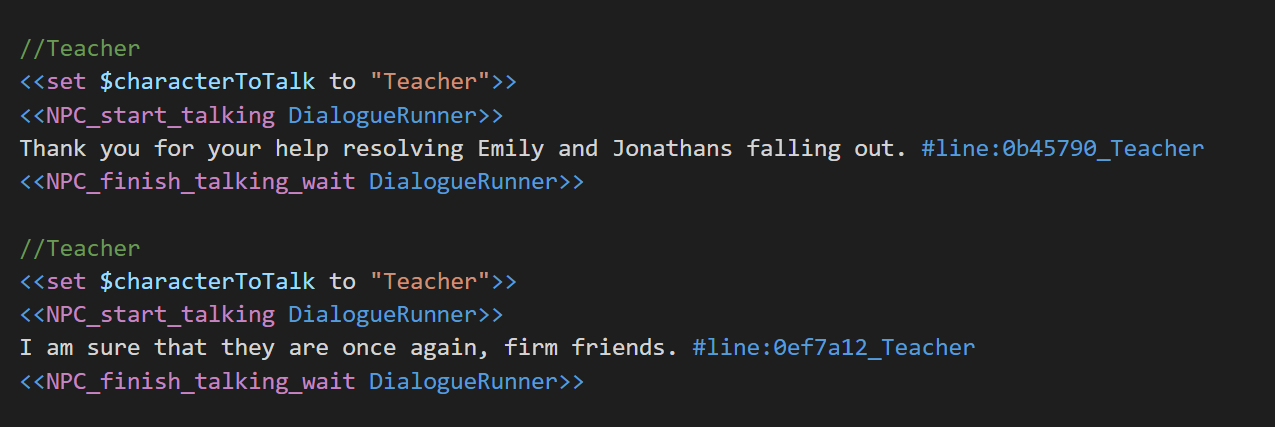 //Teacher
<<set $characterToTalk to "Teacher">>
<<NPC_start_talking DialogueRunner>>
Thank you for your help resolving Emily and Jonathans falling out. #line:0b45790_Teacher
<<NPC_finish_talking_wait DialogueRunner>>
//Teacher
<<set $characterToTalk to "Teacher">>
<<NPC_start_talking DialogueRunner>>
I am sure that they are once again, firm friends. #line:0ef7a12_Teacher
<<NPC_finish_talking_wait DialogueRunner>>